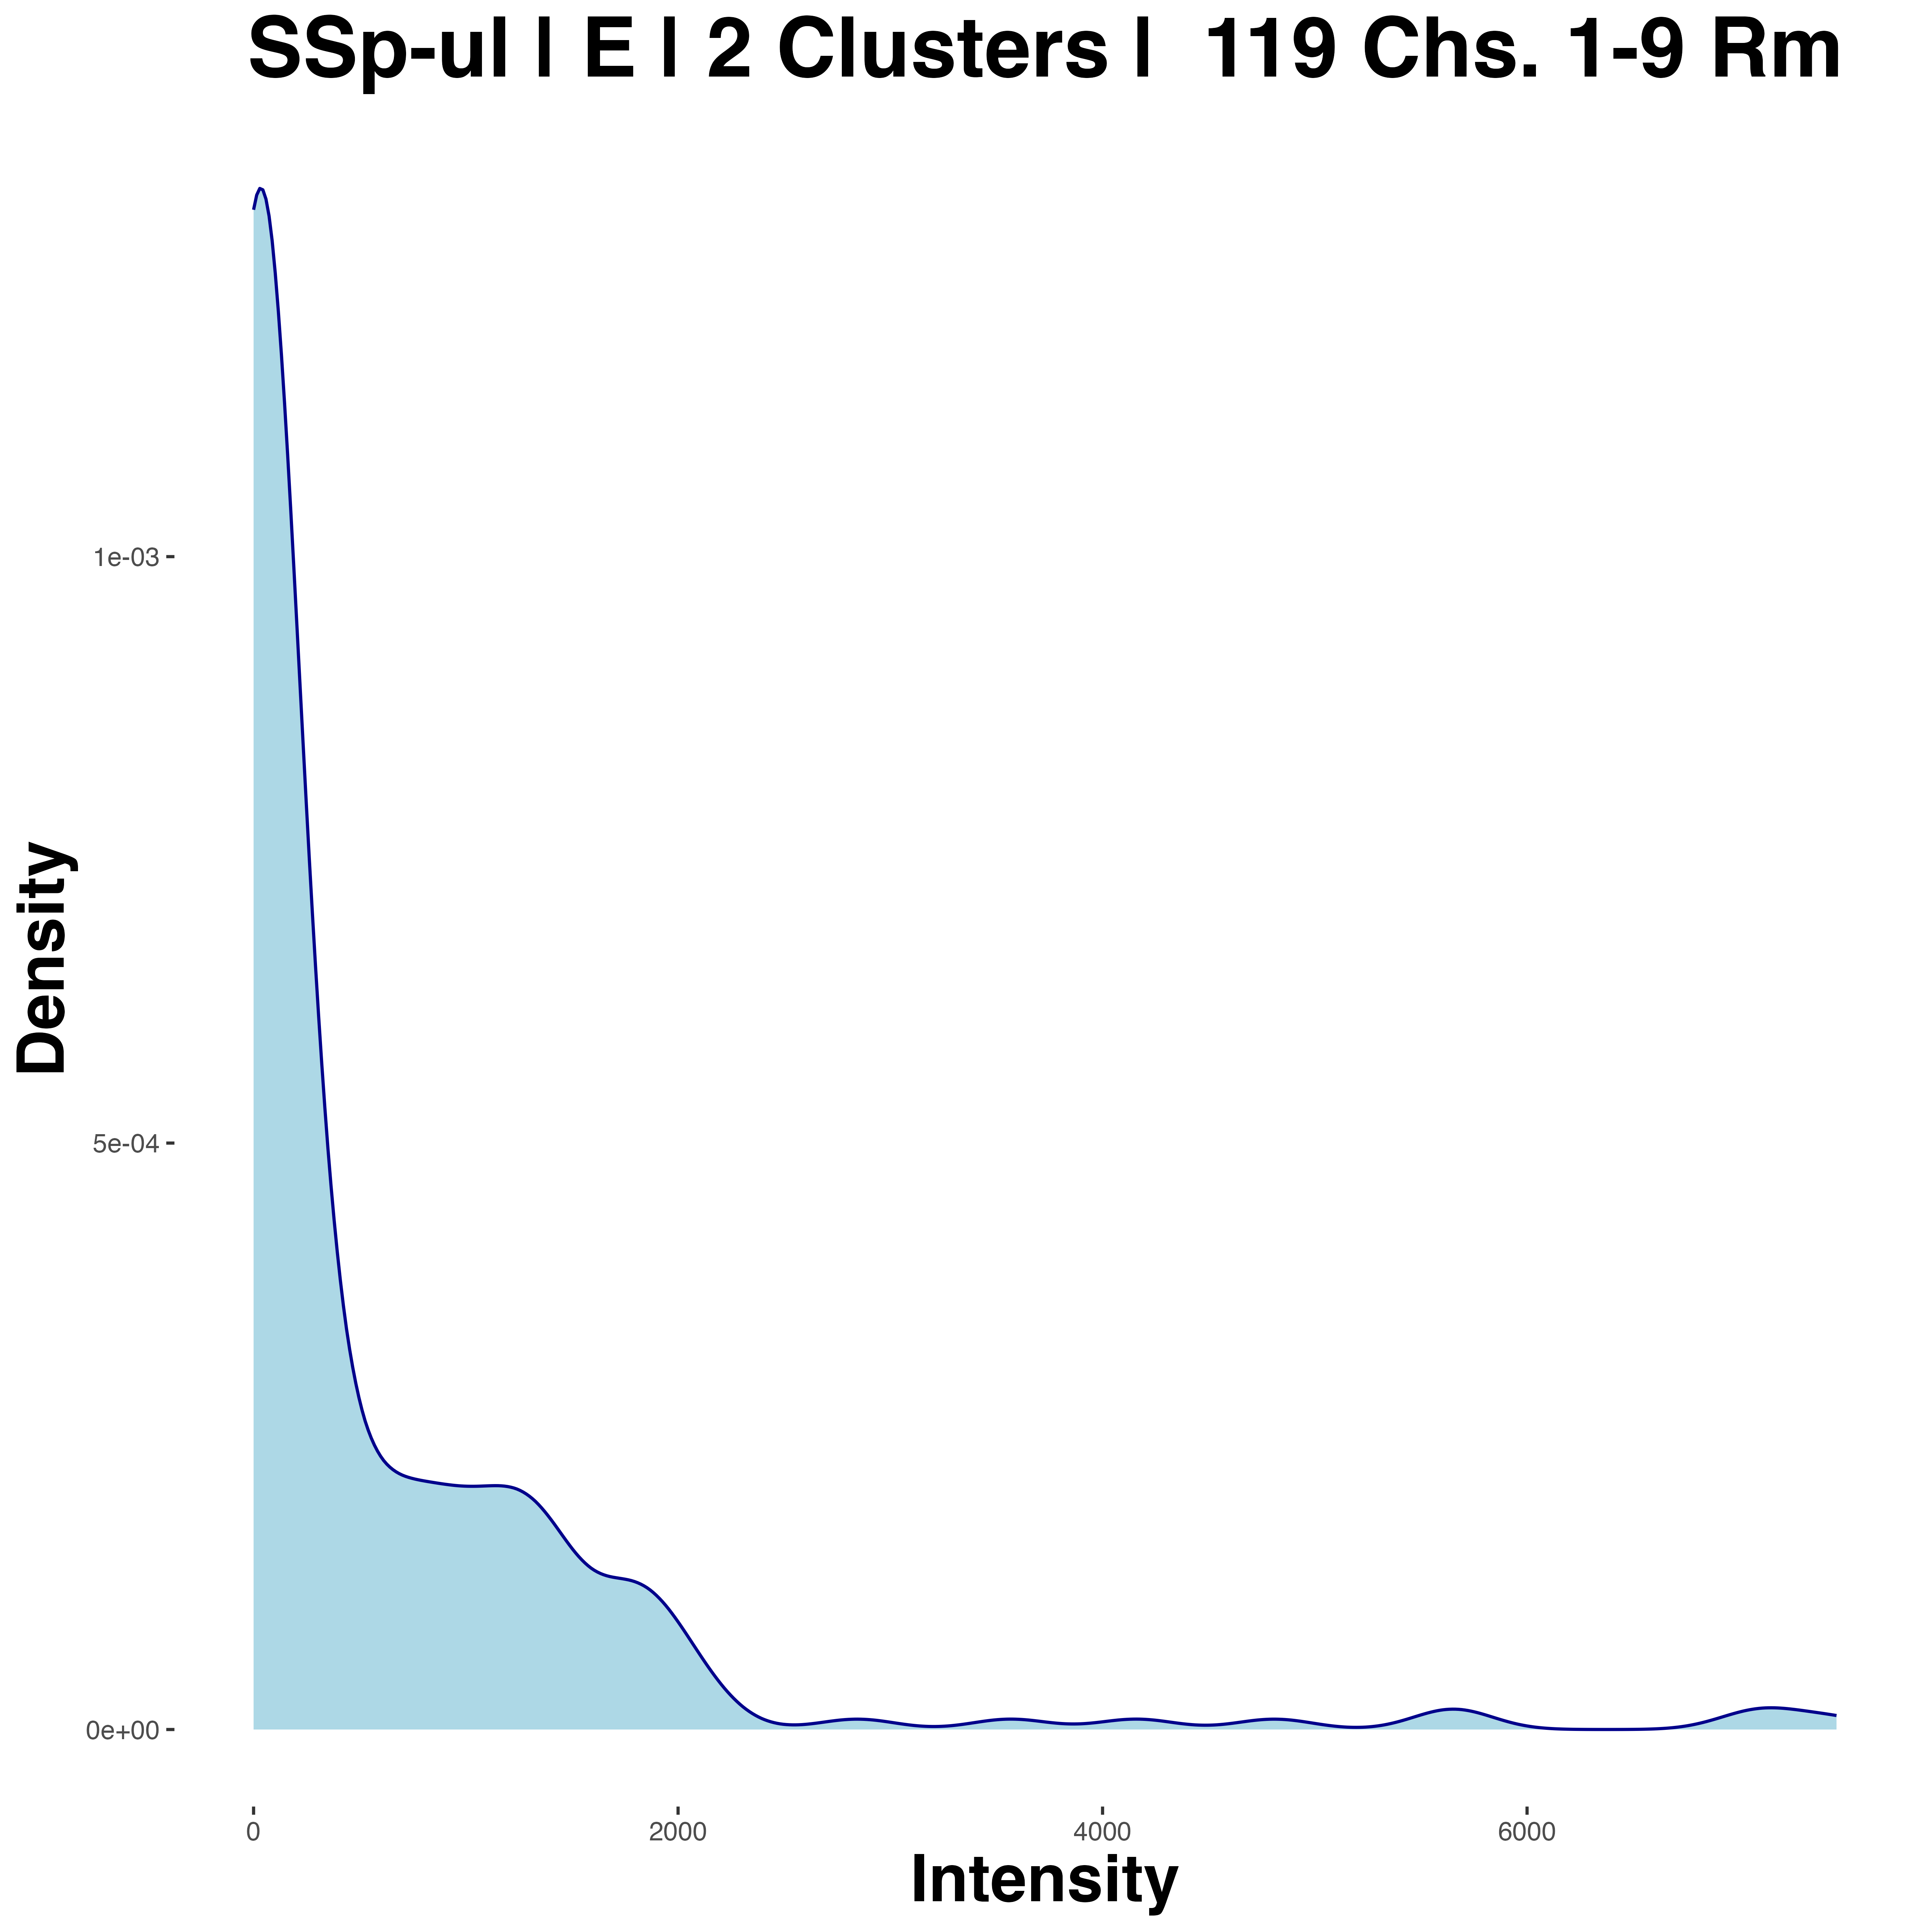 SSp-ul | E | 2 Clusters |  119 Chs. 1-9 Rm
Density
1e-03
5e-04
0e+00
0 2000 4000 6000
Intensity